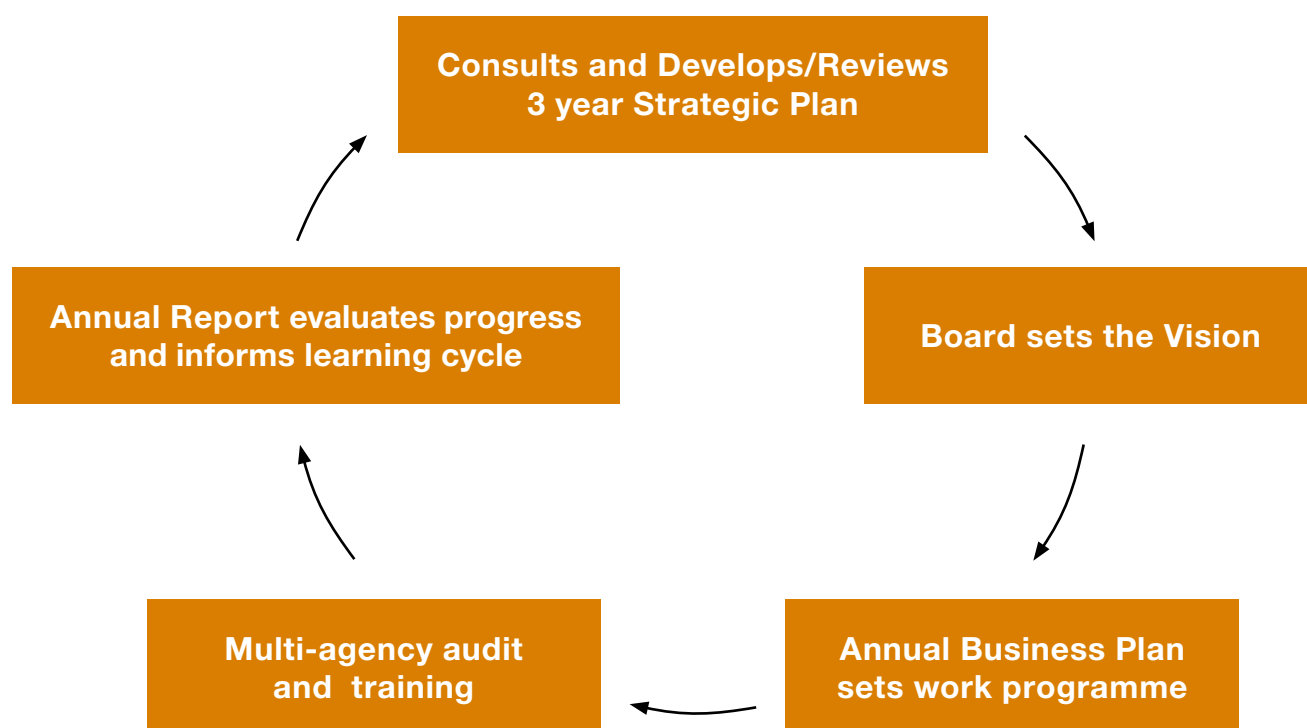 Consults and Develops/Reviews
3 year Strategic Plan
Board sets the Vision
Annual Business Plan
sets work programme
Multi-agency audit
and  training
Annual Report evaluates progress
and informs learning cycle